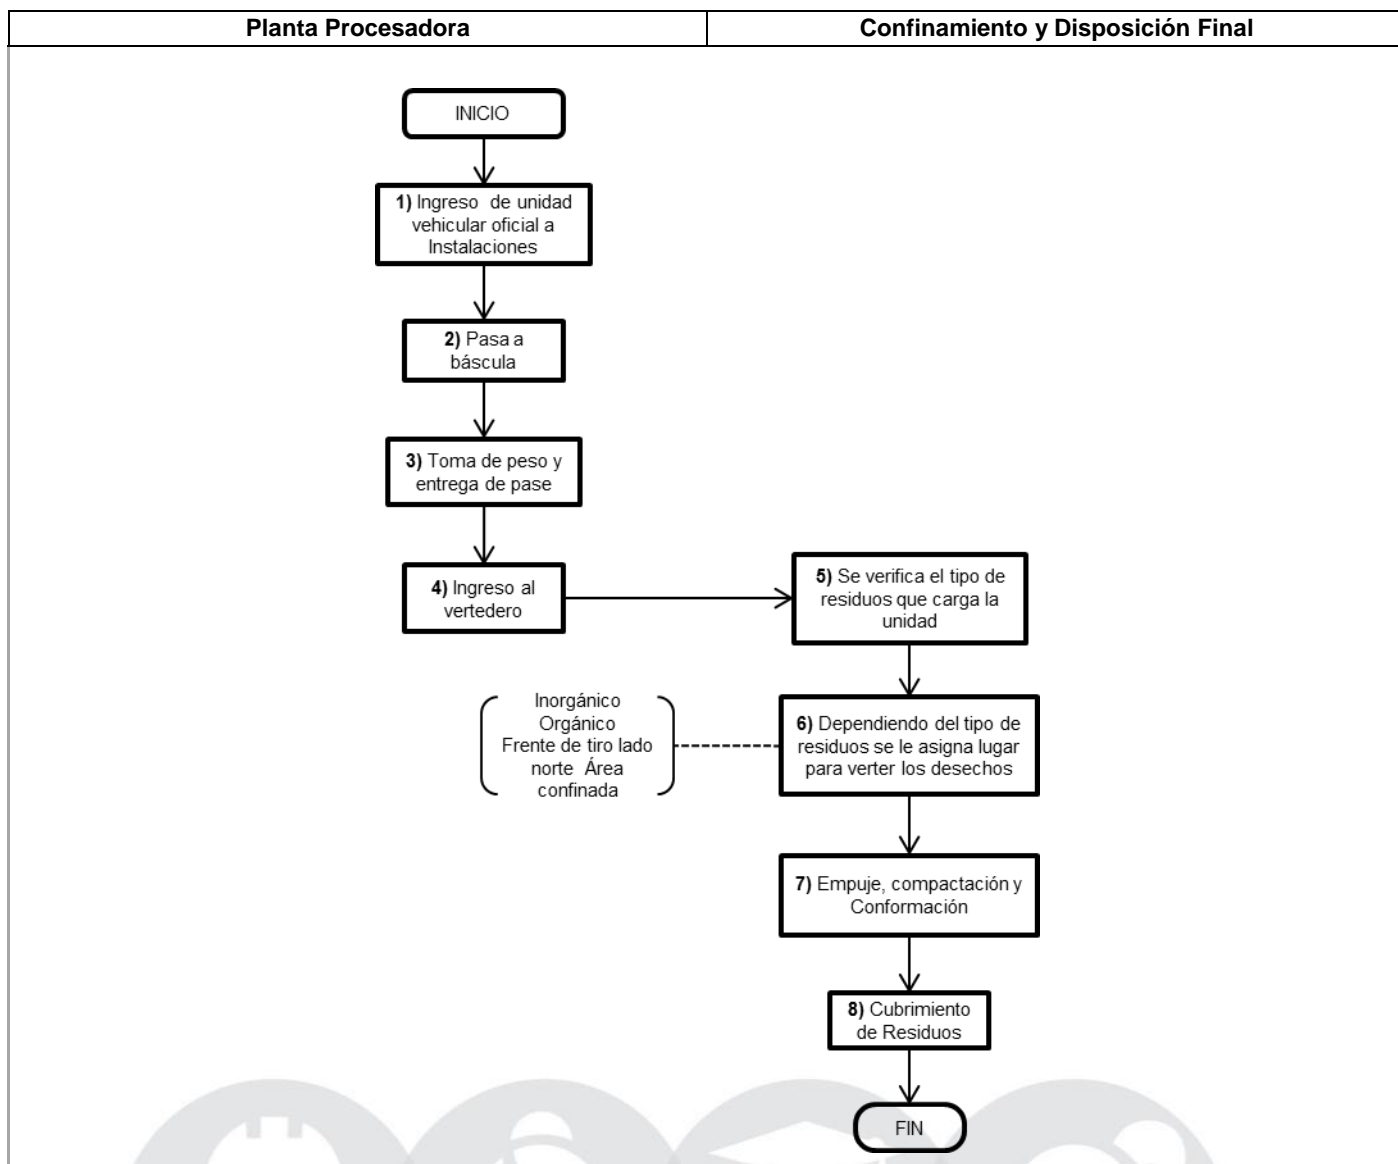 Planta Procesadora
Confinamiento y Disposición Final
INICIO
1) Ingreso de unidad
vehicular oficial a
Instalaciones
2) Pasa a
báscula
3) Toma de peso y
entrega de pase
4) Ingreso al
vertedero
5) Se verifica el tipo de
residuos que carga la
unidad
Inorgánico
Orgánico
Frente de tiro lado
norte Área
confinada
6) Dependiendo del tipo de
residuos se le asigna lugar
para verter los desechos
7) Empuje, compactación y
Conformación
8) Cubrimiento
de Residuos
FIN